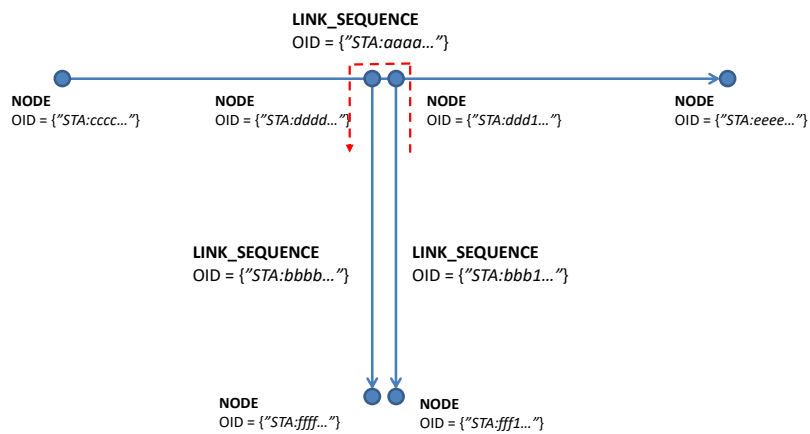 LINK_SEQUENCE
OID = {"STA:aaaa..."}
NODE
OID = {"STA:cccc..."}
NODE
OID = {"STA:dddd..."}
NODE
OID = {"STA:ddd1..."}
NODE
OID = {"STA:eeee..."}
LINK_SEQUENCE
OID = {"STA:bbbb..."}
LINK_SEQUENCE
OID = {"STA:bbb1..."}
NODE
OID = {"STA:ffff..."}
NODE
OID = {"STA:fff1..."}